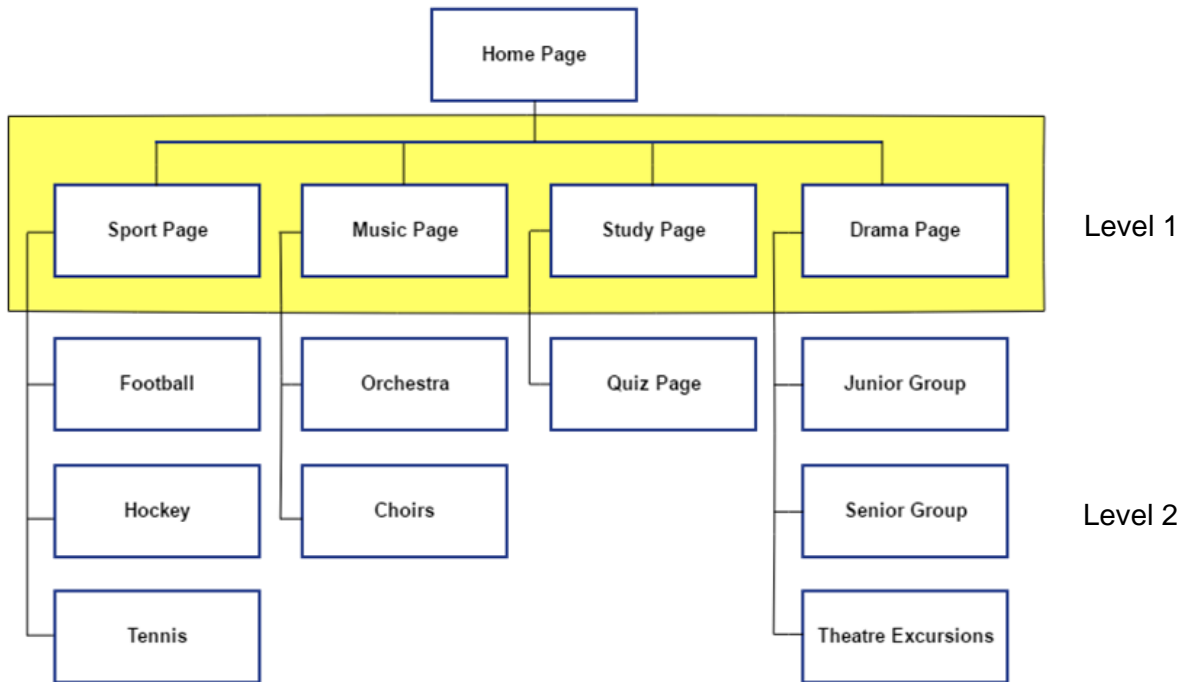 Home Page
Sport Page
Music Page
Study Page
Drama Page
Level 1
Football
Orchestra
Quiz Page
Junior Group
Hockey
Choirs
Senior Group
Level 2
Tennis
Theatre Excursions